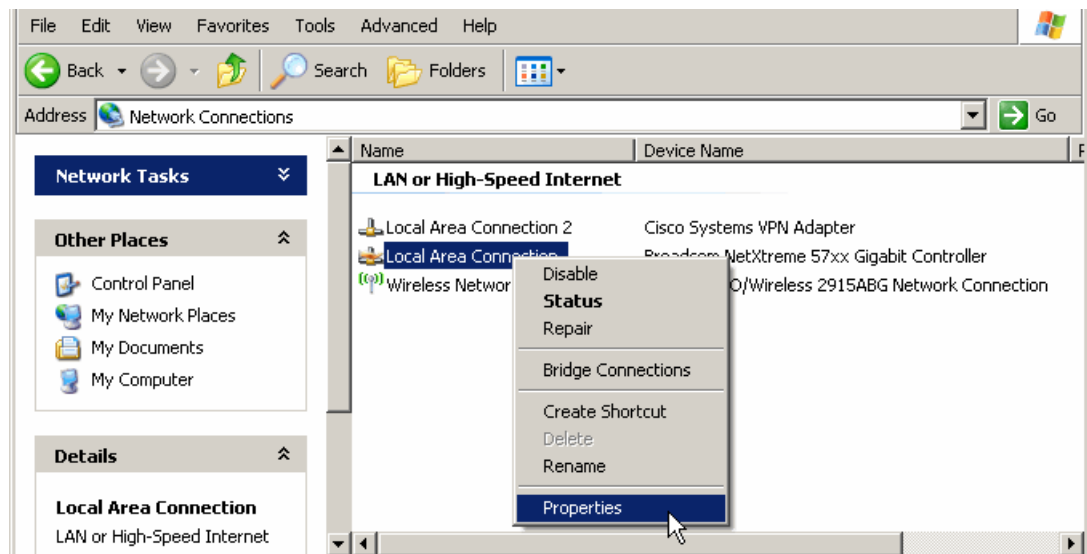 File Edit View Favorites Tools Advanced Help
Back Search Folders
Address Network Connections Go
Network Tasks
Other Places
Control Panel
My Network Places
My Documents
My Computer
Details
Local Area Connection
LAN or High-Speed Internet
Name Device Name
LAN or High-Speed Internet
Local Area Connection 2 Cisco Systems VPN Adapter
Local Area Connection Broadcom NetXtreme 57xx Gigabit Controller
Wireless Networ O/Wireless 2915ABG Network Connection
Disable
Status
Repair
Bridge Connections
Create Shortcut
Delete
Rename
Properties